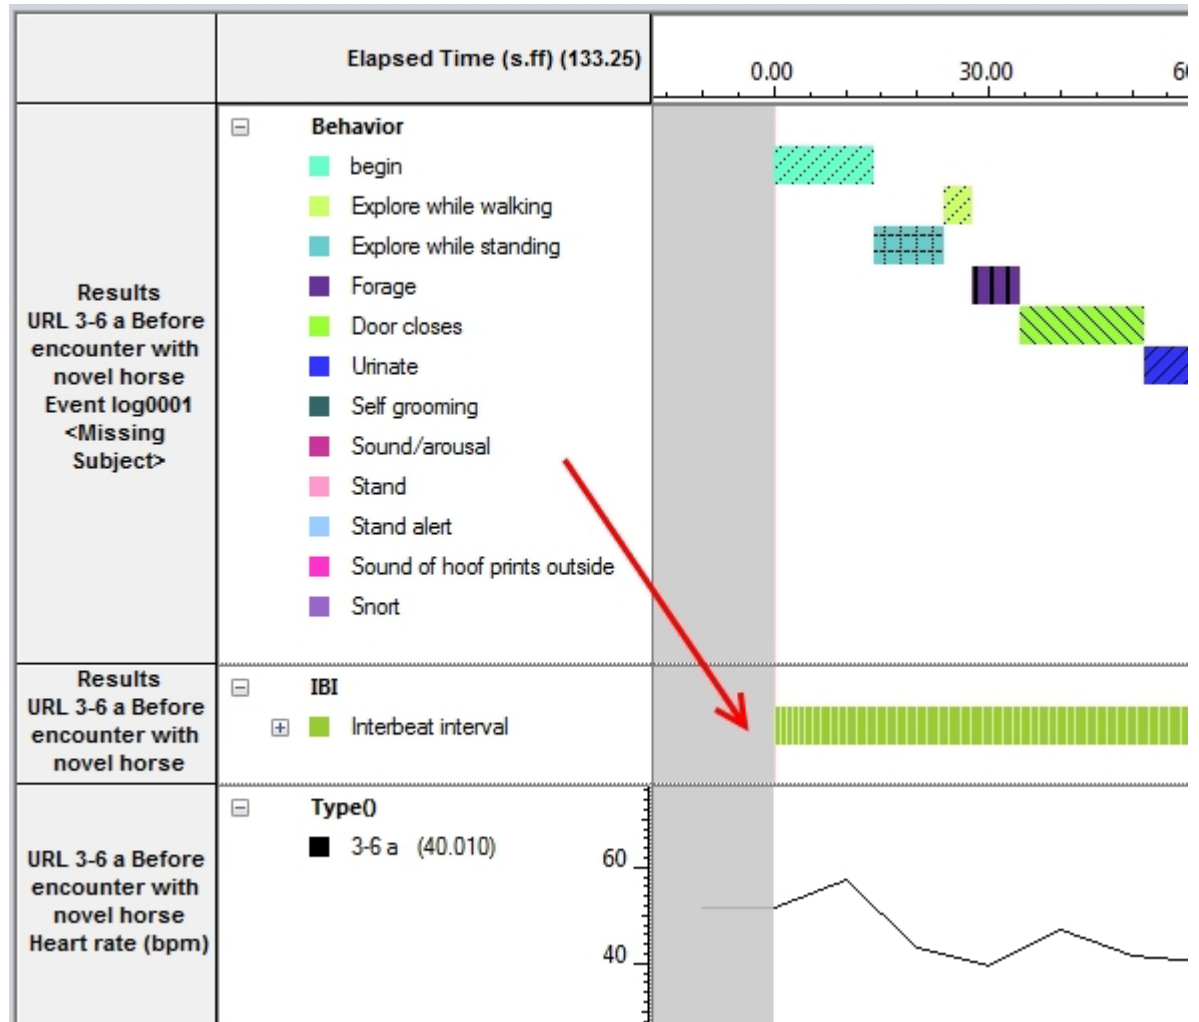 Elapsed Time (s.ff) (133.25)
0.00
30.00
Results
URL 3-6 a Before
encounter with
novel horse
Event log0001
<Missing
Subject>
Behavior
begin
Explore while walking
Explore while standing
Forage
Door closes
Urinate
Self grooming
Sound/arousal
Stand
Stand alert
Sound of hoof prints outside
Snort
Results
URL 3-6 a Before
encounter with
novel horse
IBI
Interbeat interval
URL 3-6 a Before
encounter with
novel horse
Heart rate (bpm)
Type()
3-6 a (40.010)
60
40